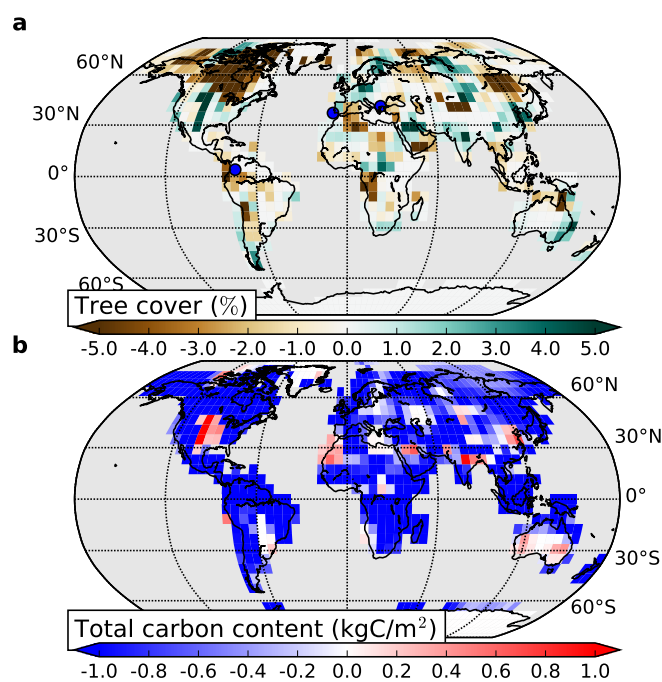 a
60°N
30°N
0°
30°S
60°S
Tree cover (%)
-5.0 -4.0 -3.0 -2.0 -1.0 0.0 1.0 2.0 3.0 4.0 5.0
b
60°N
30°N
0°
30°S
60°S
Total carbon content (kgC/m²)
-1.0 -0.8 -0.6 -0.4 -0.2 0.0 0.2 0.4 0.6 0.8 1.0